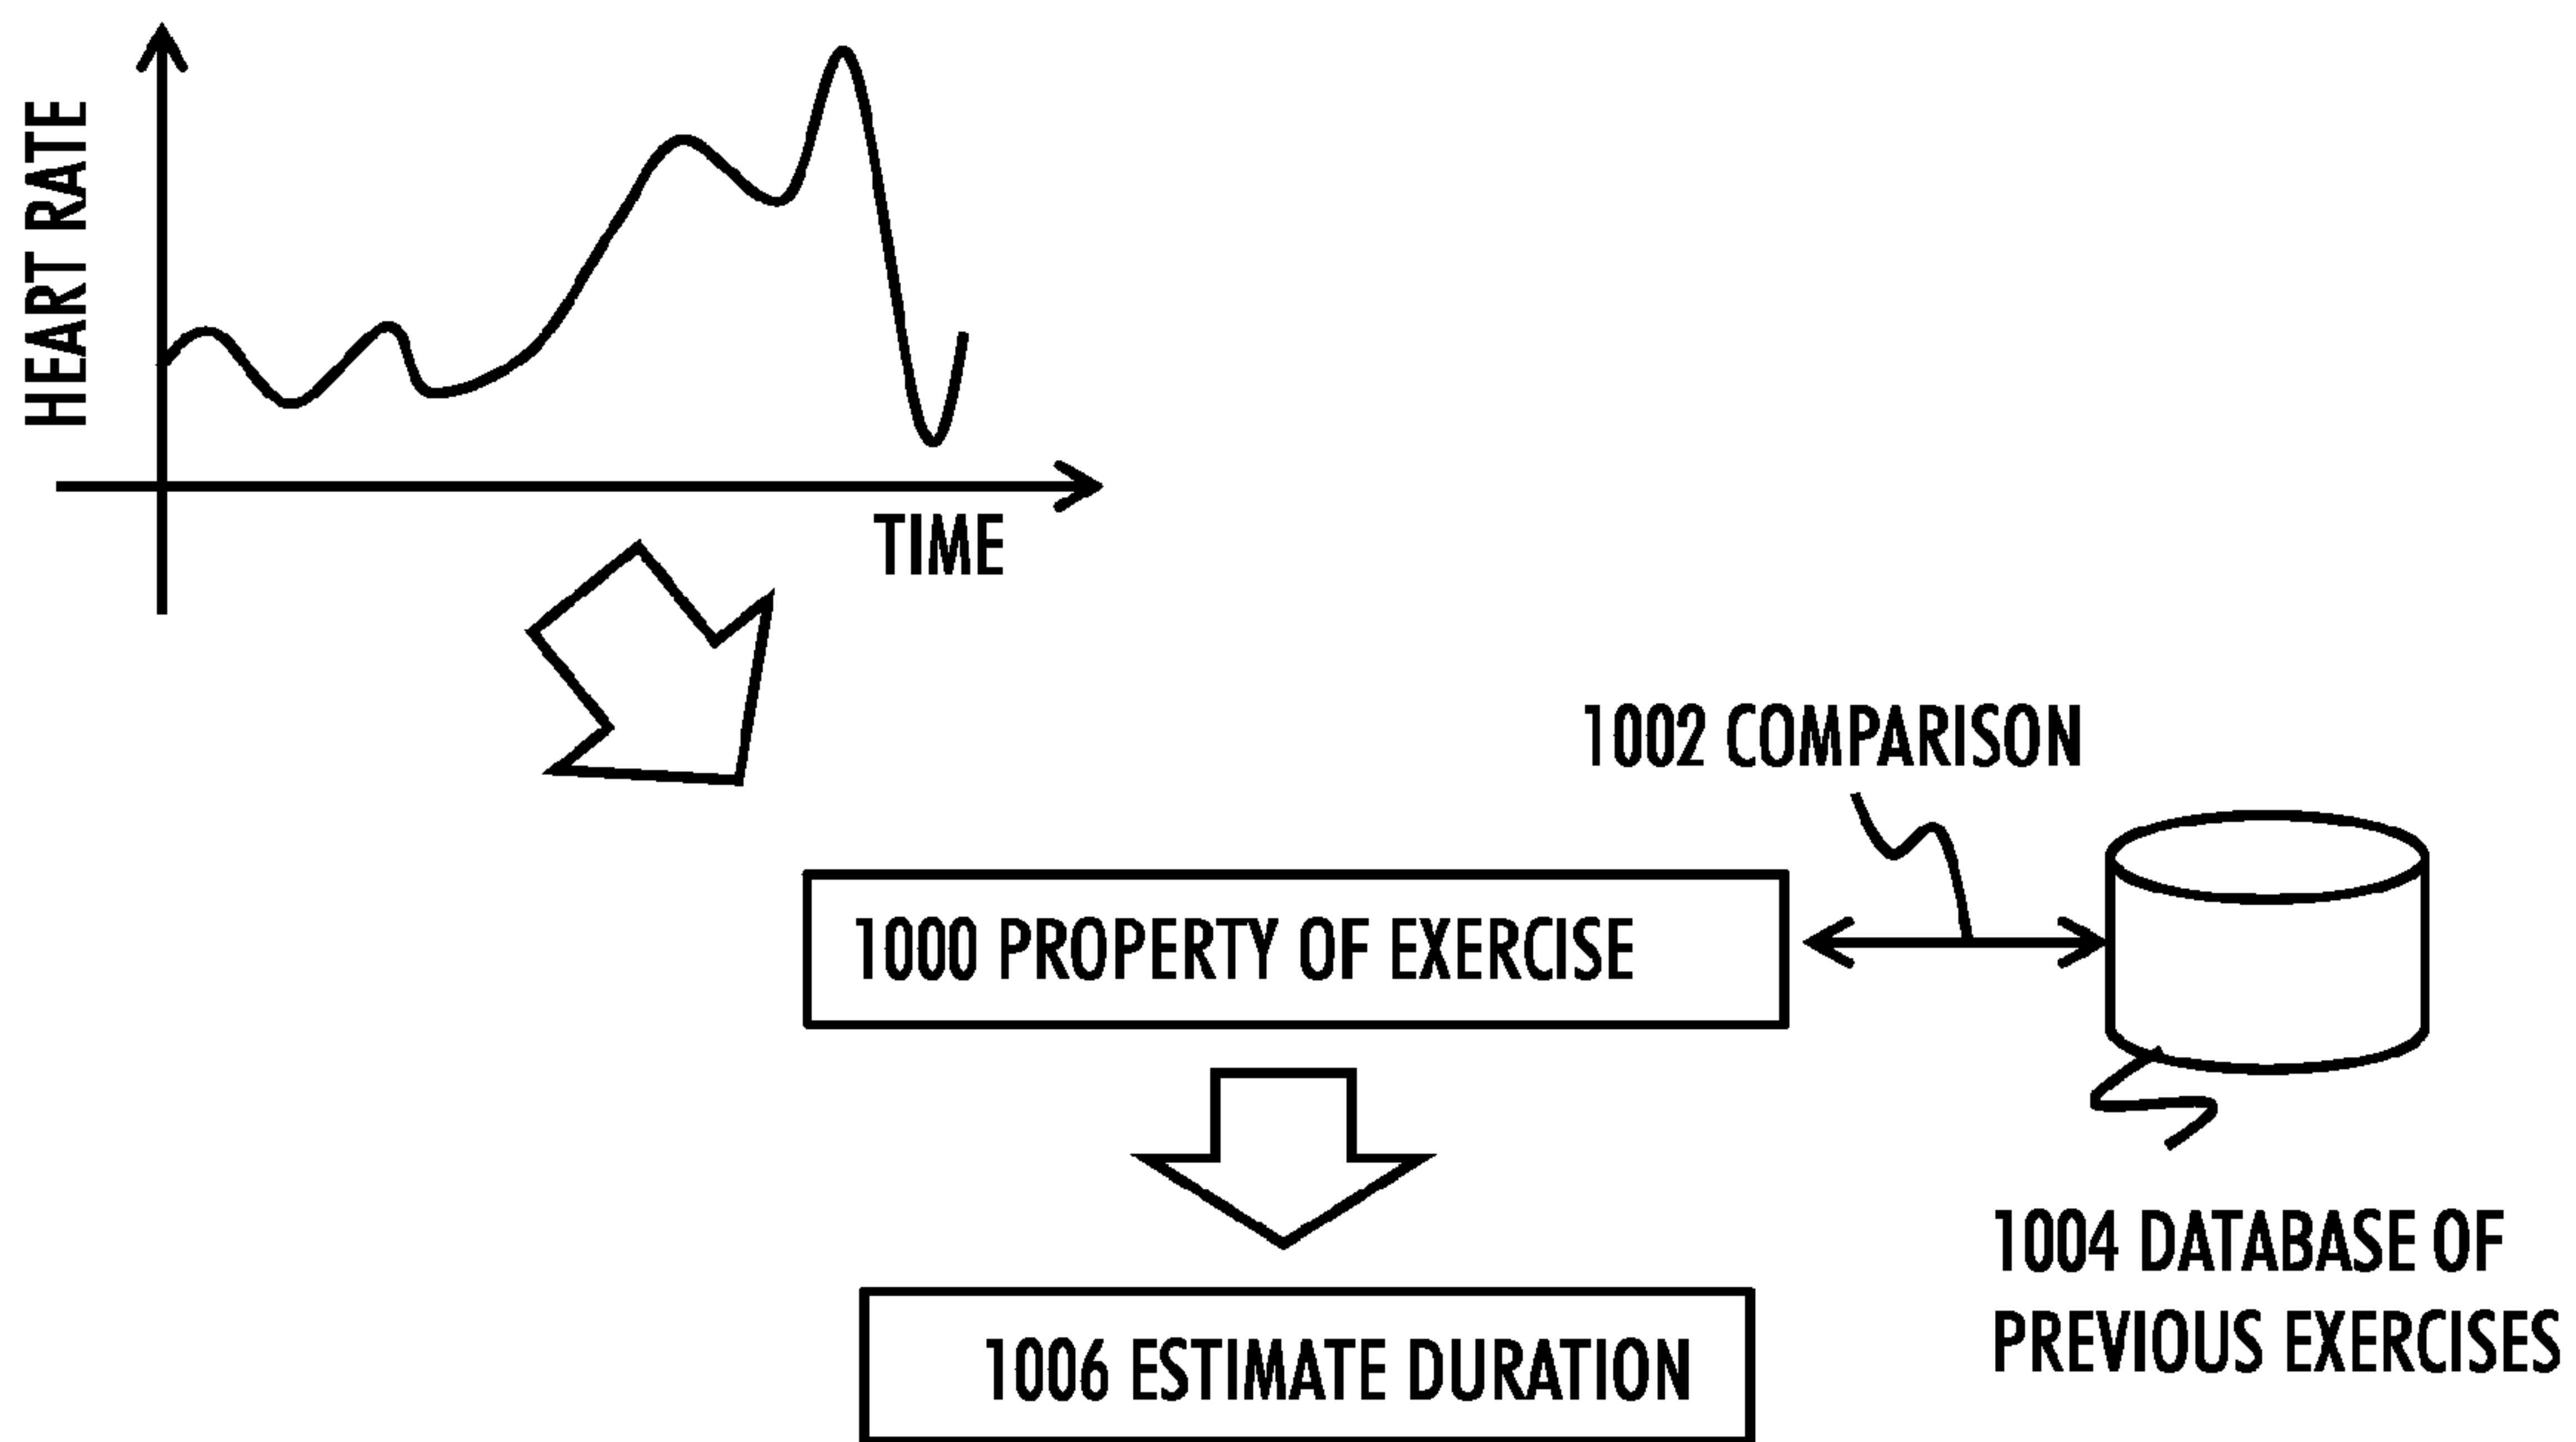 HEART RATE
TIME
1002 COMPARISON
1000 PROPERTY OF EXERCISE
1004 DATABASE OF
PREVIOUS EXERCISES
1006 ESTIMATE DURATION